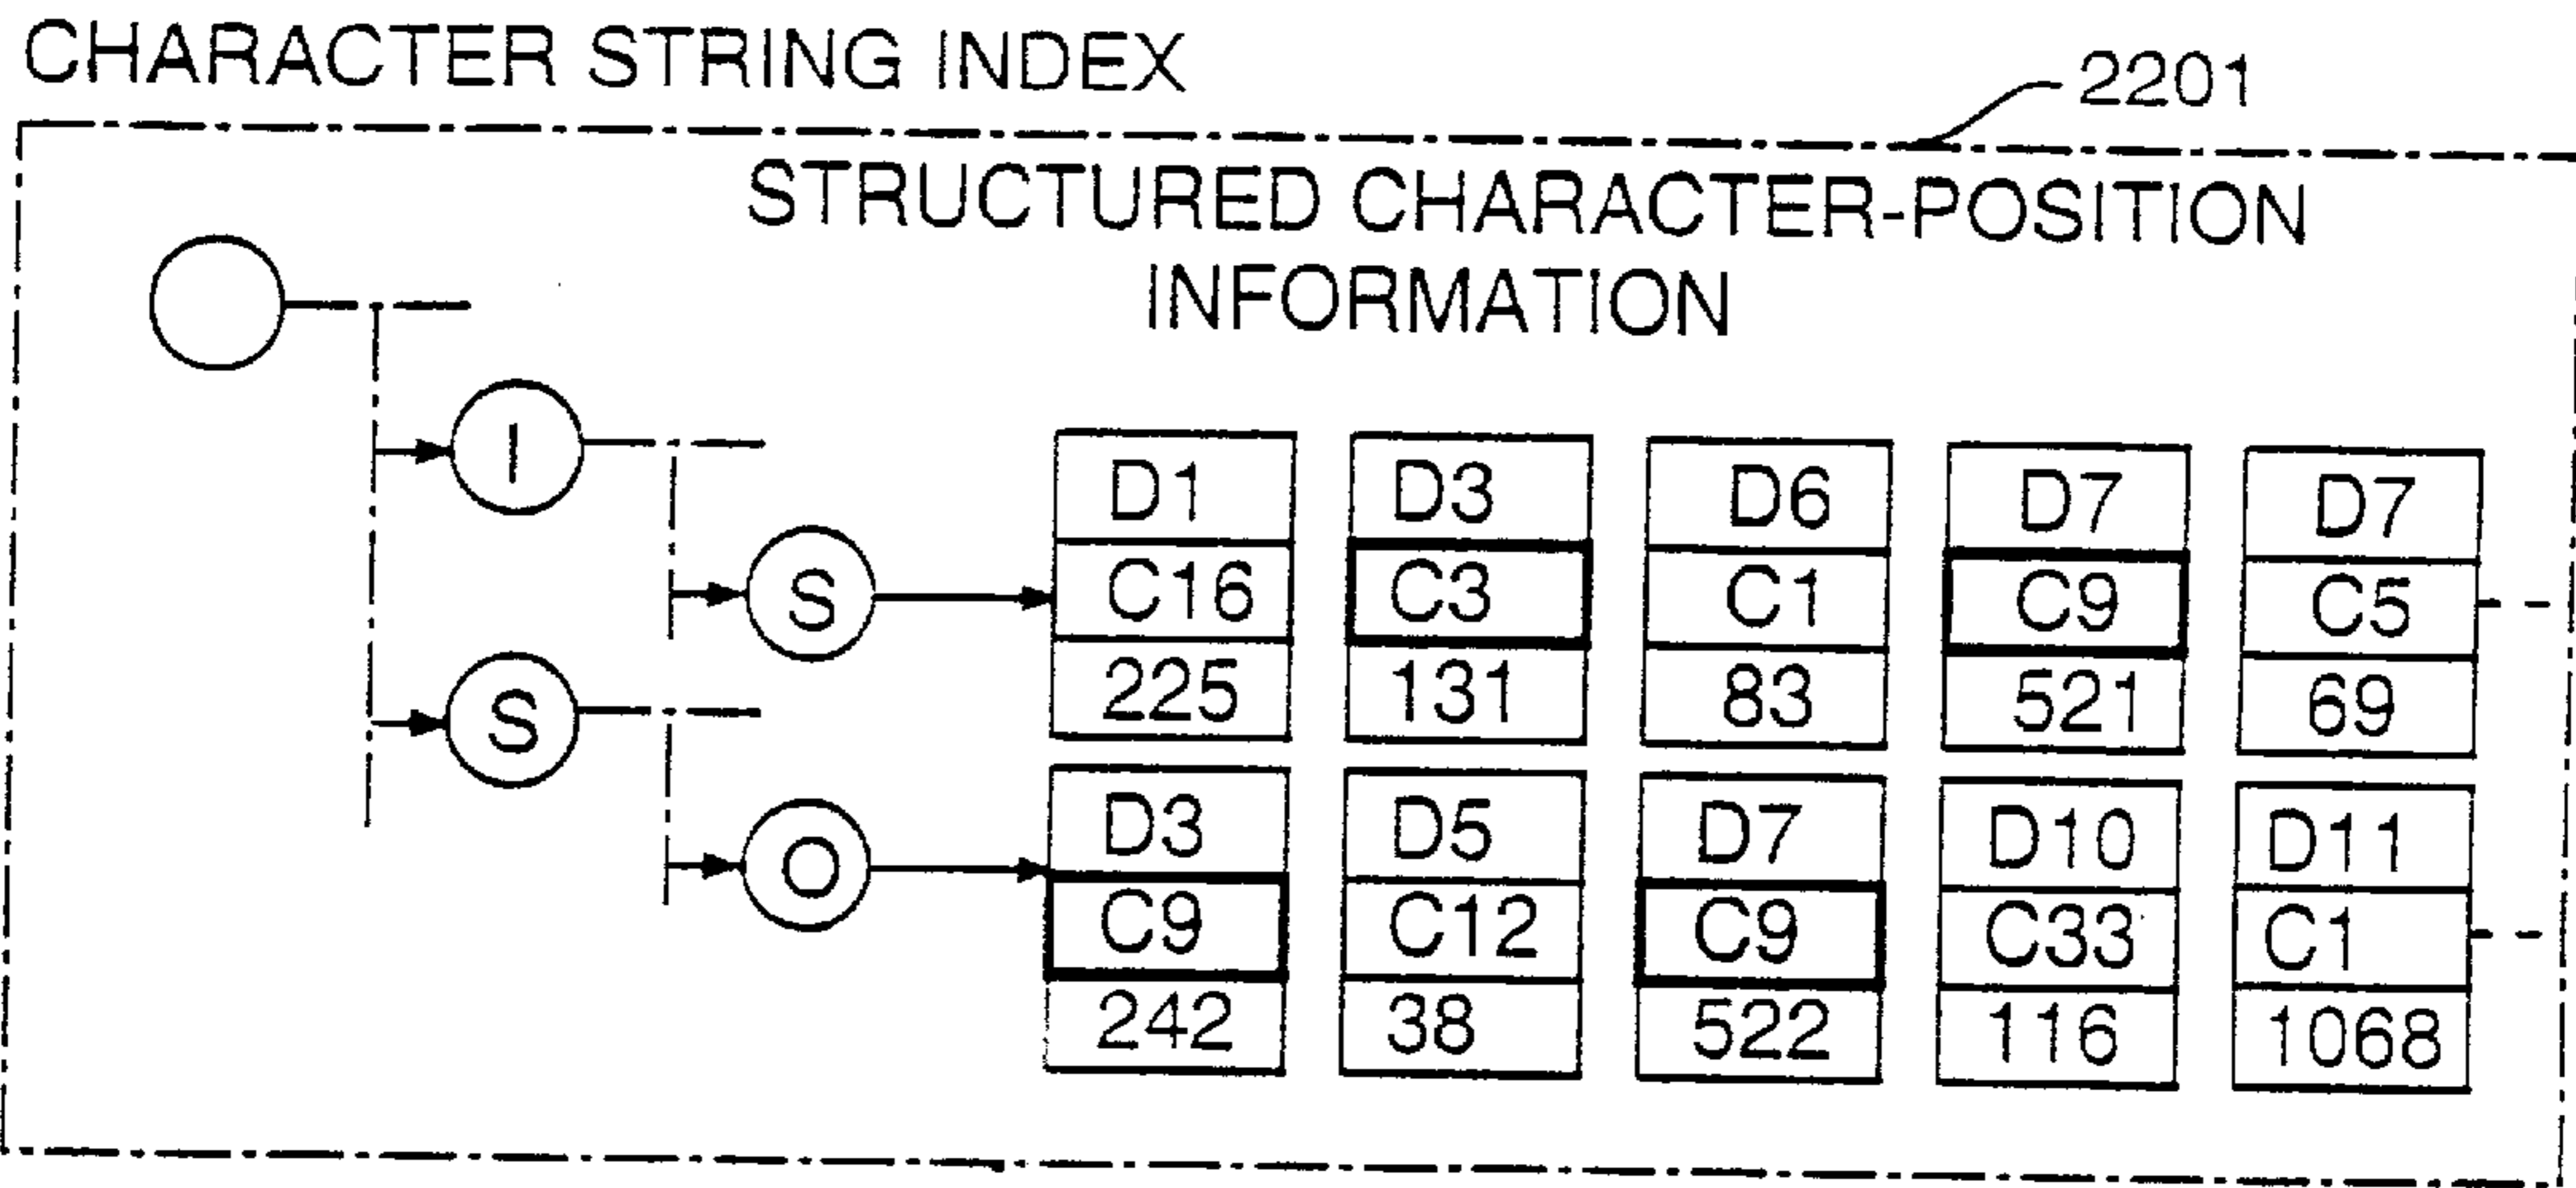 CHARACTER STRING INDEX
2201
STRUCTURED CHARACTER-POSITION
INFORMATION
I
S
D1 D3 D6 D7 D7
C16 C3 C1 C9 C5
225 131 83 521 69
S
O
D3 D5 D7 D10 D11
C9 C12 C9 C33 C1
242 38 522 116 1068